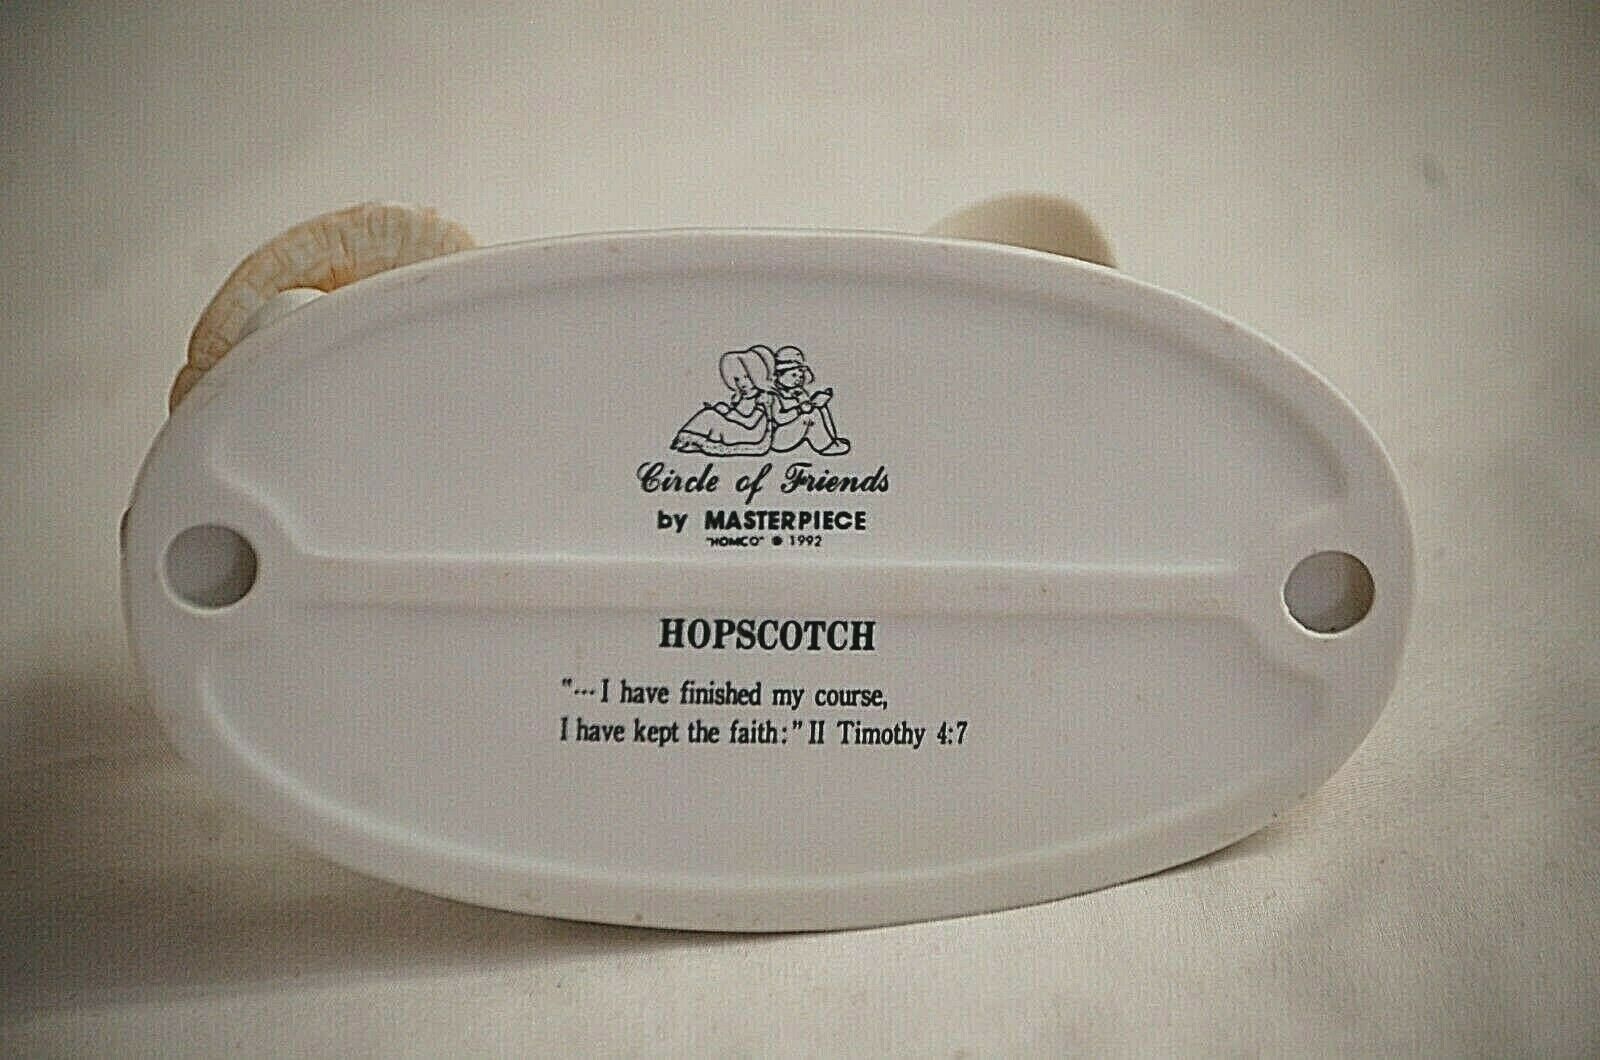 Circle of Friends
by MASTERPIECE
"HOMCO" ® 1992
HOPSCOTCH
"···I have finished my course,
I have kept the faith:" II Timothy 4:7